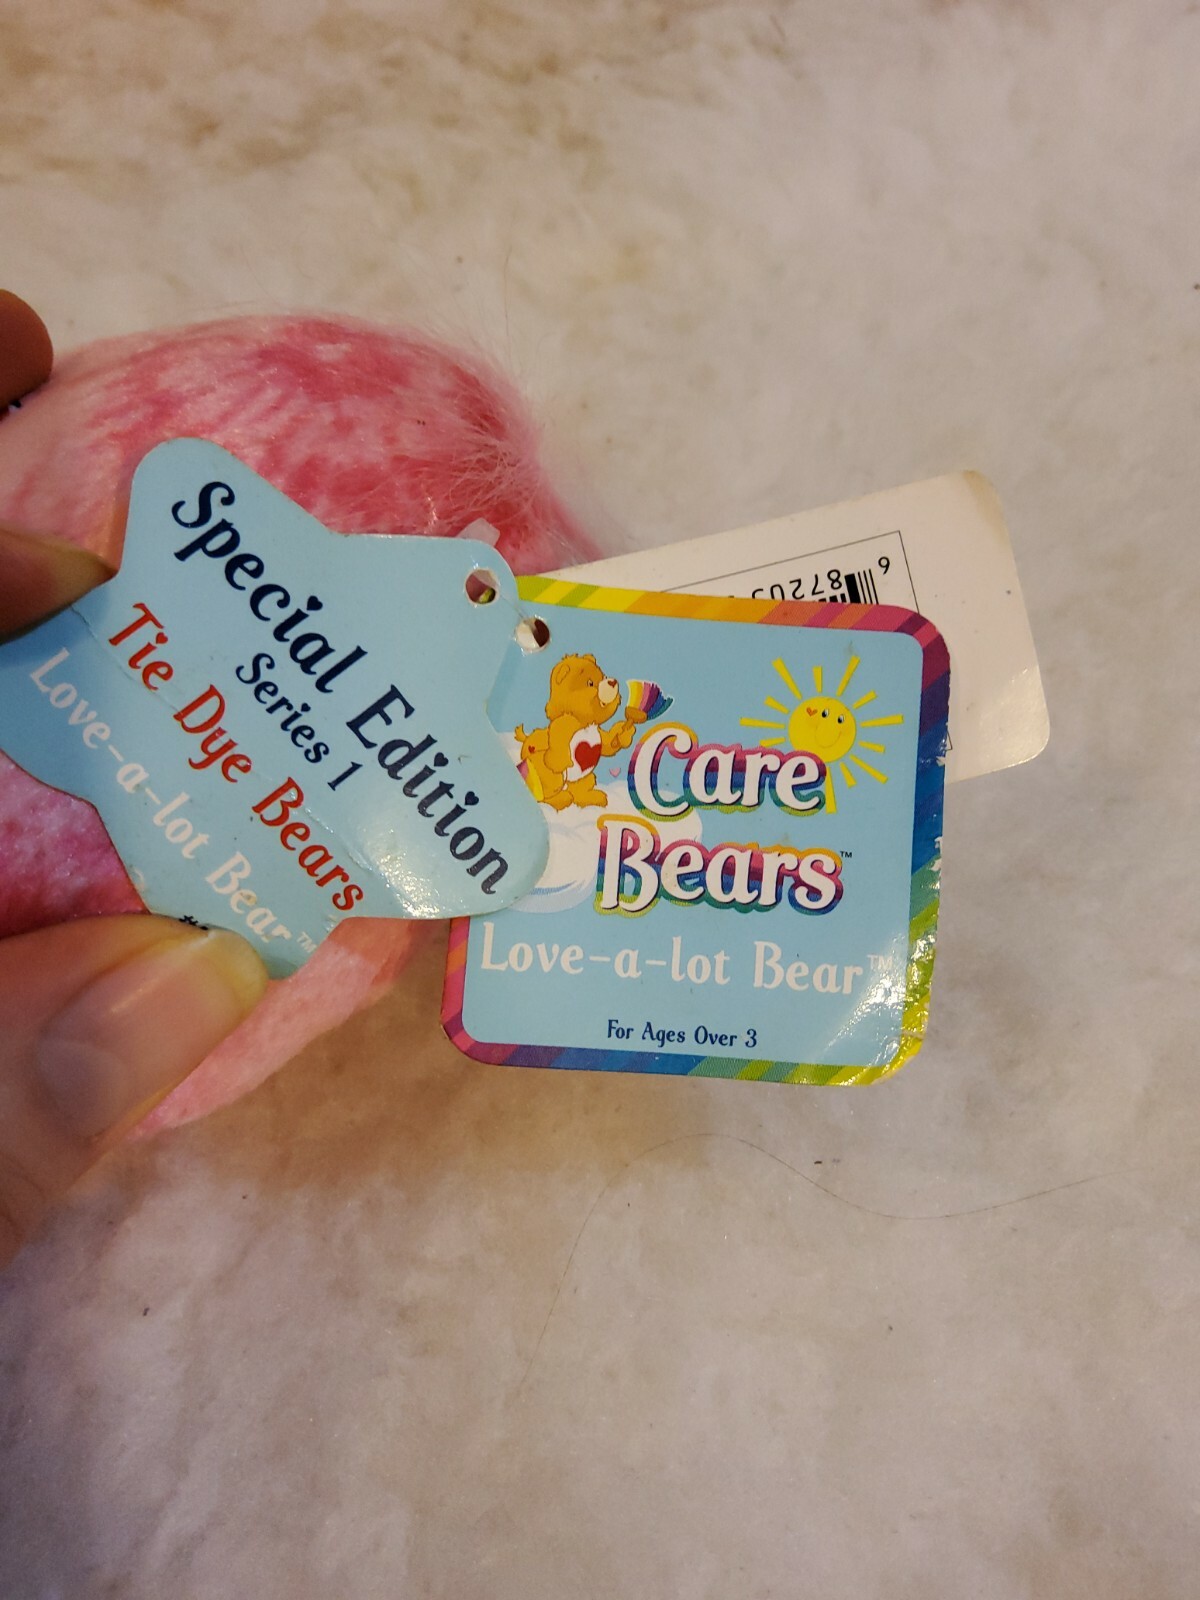 Special Edition
Series 1
Tie Dye Bears
Love-a-lot Bear™
Care
Bears™
Love-a-lot Bear™
For Ages Over 3
6